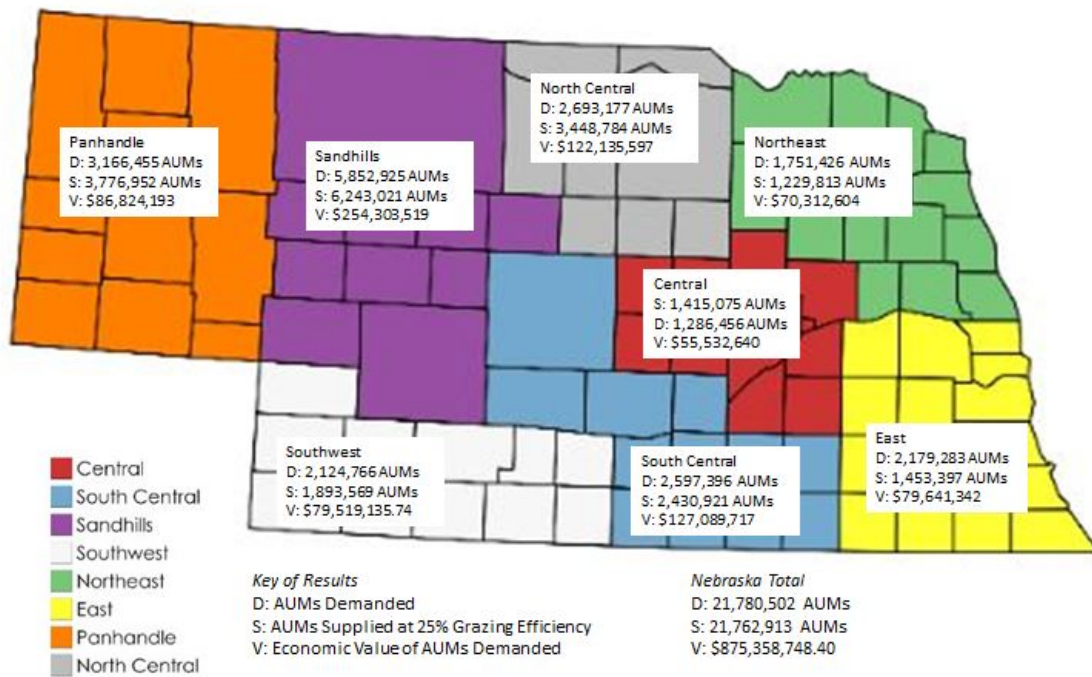 North Central
D: 2,693,177 AUMs
S: 3,448,784 AUMs
V: $122,135,597
Panhandle
D: 3,166,455 AUMs
S: 3,776,952 AUMs
V: $86,824,193
Sandhills
D: 5,852,925 AUMs
S: 6,243,021 AUMs
V: $254,303,519
Northeast
D: 1,751,426 AUMs
S: 1,229,813 AUMs
V: $70,312,604
Central
S: 1,415,075 AUMs
D: 1,286,456 AUMs
V: $55,532,640
Southwest
D: 2,124,766 AUMs
S: 1,893,569 AUMs
V: $79,519,135.74
South Central
D: 2,597,396 AUMs
S: 2,430,921 AUMs
V: $127,089,717
East
D: 2,179,283 AUMs
S: 1,453,397 AUMs
V: $79,641,342
Central
South Central
Sandhills
Southwest
Northeast
East
Panhandle
North Central
Key of Results
D: AUMs Demanded
S: AUMs Supplied at 25% Grazing Efficiency
V: Economic Value of AUMs Demanded
Nebraska Total
D: 21,780,502 AUMs
S: 21,762,913 AUMs
V: $875,358,748.40